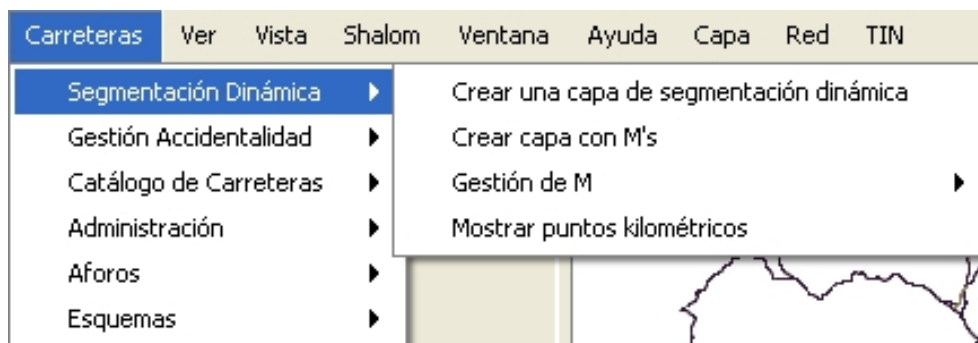 Carreteras Ver Vista Shalom Ventana Ayuda Capa Red TIN
Segmentación Dinámica Crear una capa de segmentación dinámica
Gestión Accidentalidad Crear capa con M's
Catálogo de Carreteras Gestión de M
Administración Mostrar puntos kilométricos
Aforos
Esquemas